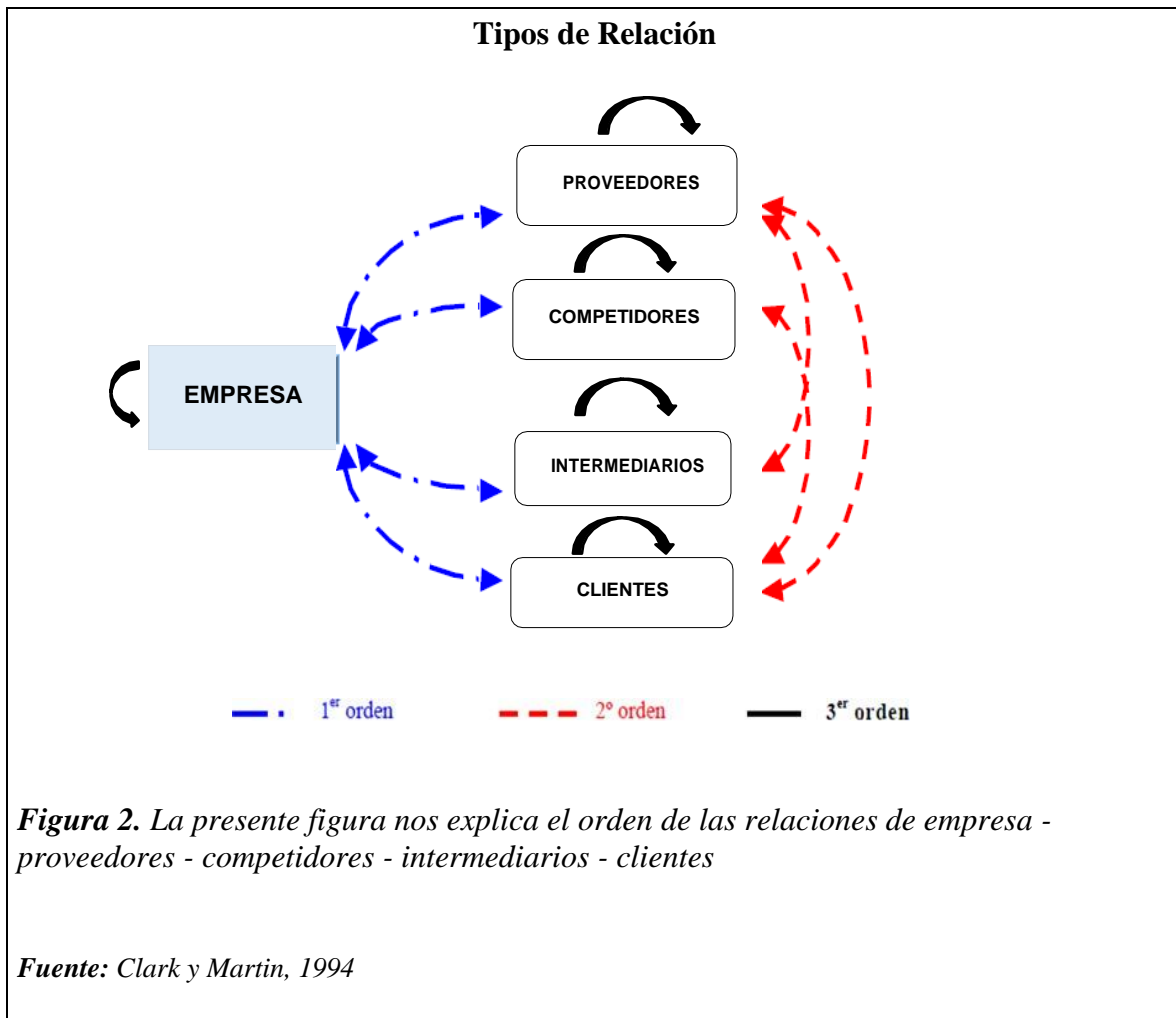 Tipos de Relación
PROVEEDORES
COMPETIDORES
EMPRESA
INTERMEDIARIOS
CLIENTES
1er orden
2º orden
3er orden
Figura 2. La presente figura nos explica el orden de las relaciones de empresa -
proveedores - competidores - intermediarios - clientes
Fuente: Clark y Martin, 1994